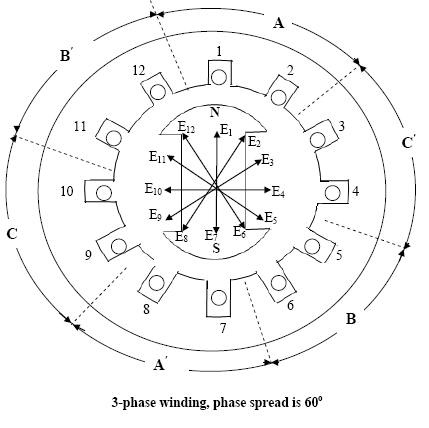 A
B′
1
12
2
N
11
E12
E1
E2
3
C′
E11
E3
10
E10
E4
4
E9
E5
C
E8
E7
E6
S
9
5
8
6
B
7
A′
3-phase winding, phase spread is 60⁰